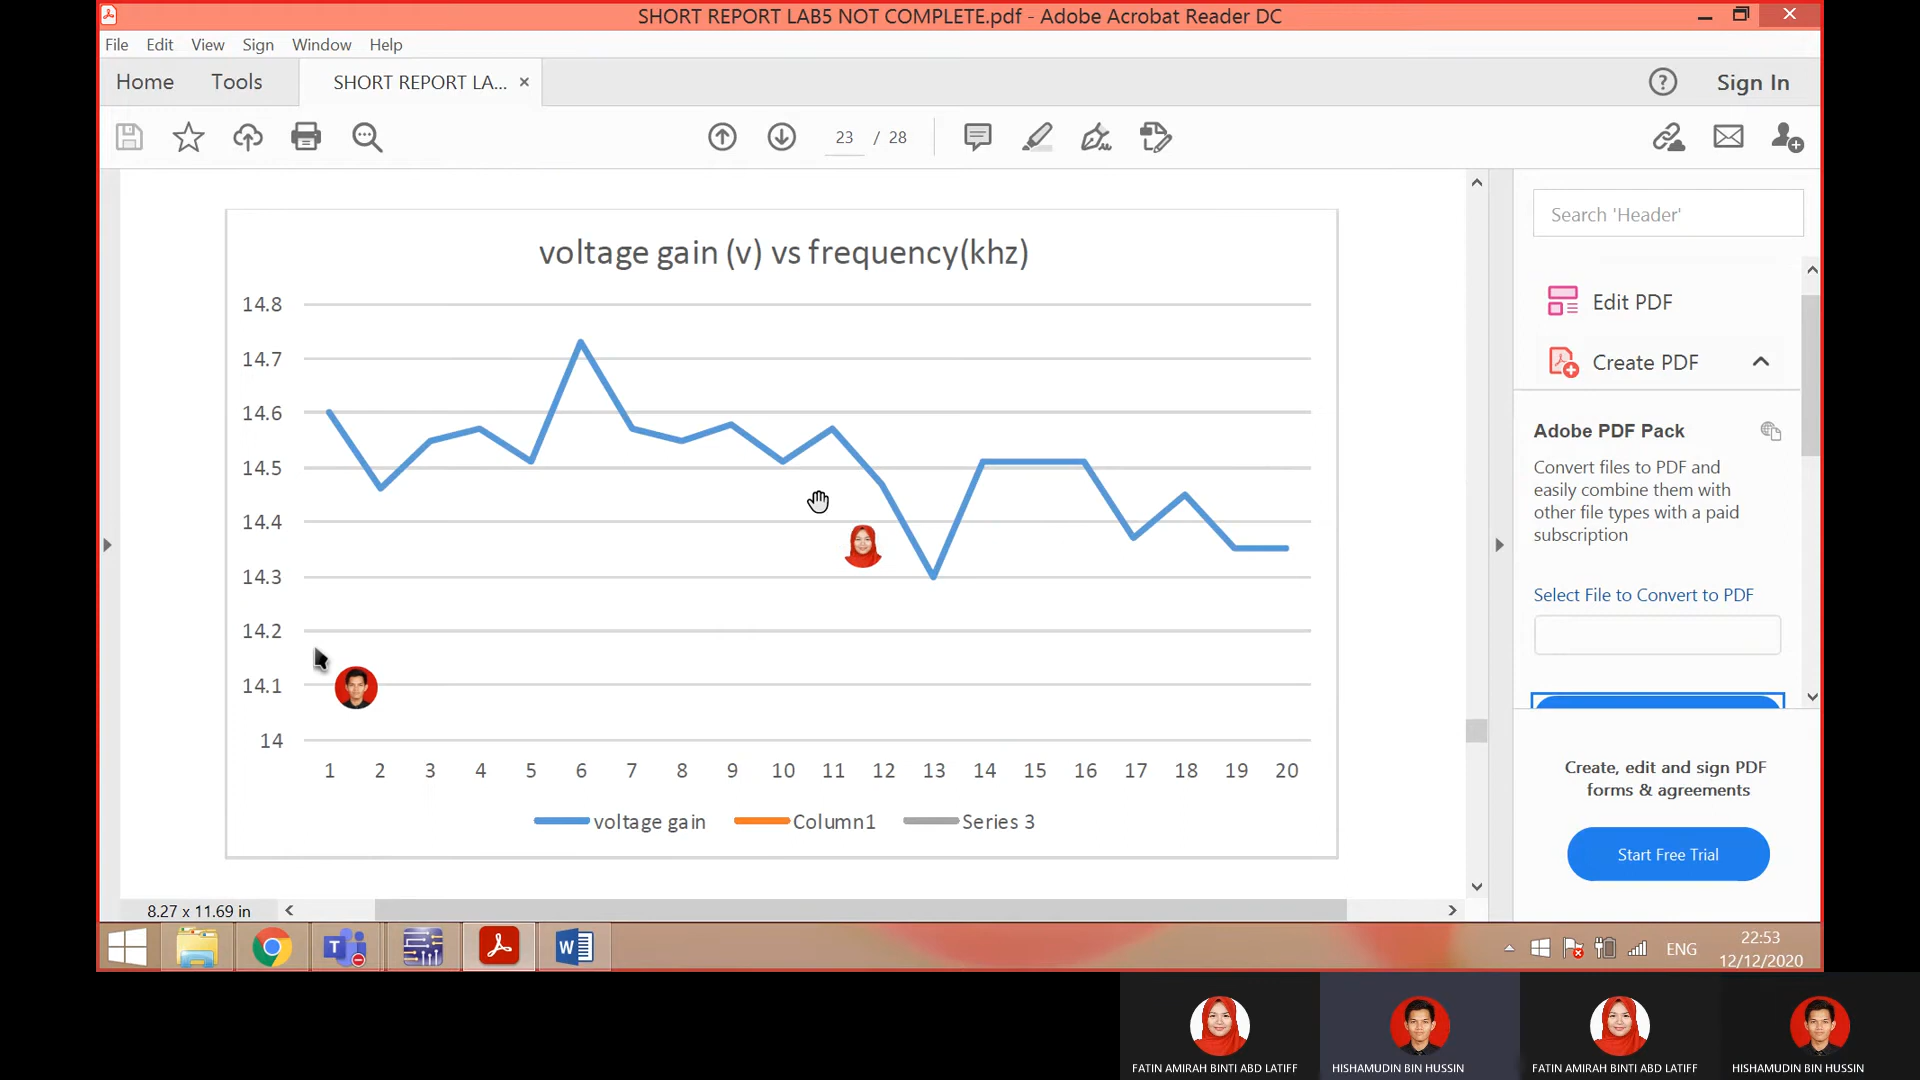 SHORT REPORT LAB5 NOT COMPLETE.pdf - Adobe Acrobat Reader DC
File Edit View Sign Window Help
Home Tools SHORT REPORT LA... × ? Sign In
23 / 28
Search 'Header'
Edit PDF
Create PDF
Adobe PDF Pack
Convert files to PDF and
easily combine them with
other file types with a paid
subscription
Select File to Convert to PDF
Create, edit and sign PDF
forms & agreements
Start Free Trial
voltage gain (v) vs frequency(khz)
14.8
14.7
14.6
14.5
14.4
14.3
14.2
14.1
14
1 2 3 4 5 6 7 8 9 10 11 12 13 14 15 16 17 18 19 20
voltage gain Column1 Series 3
8.27 x 11.69 in
ENG
22:53
12/12/2020
FATIN AMIRAH BINTI ABD LATIFF HISHAMUDIN BIN HUSSIN FATIN AMIRAH BINTI ABD LATIFF HISHAMUDIN BIN HUSSIN